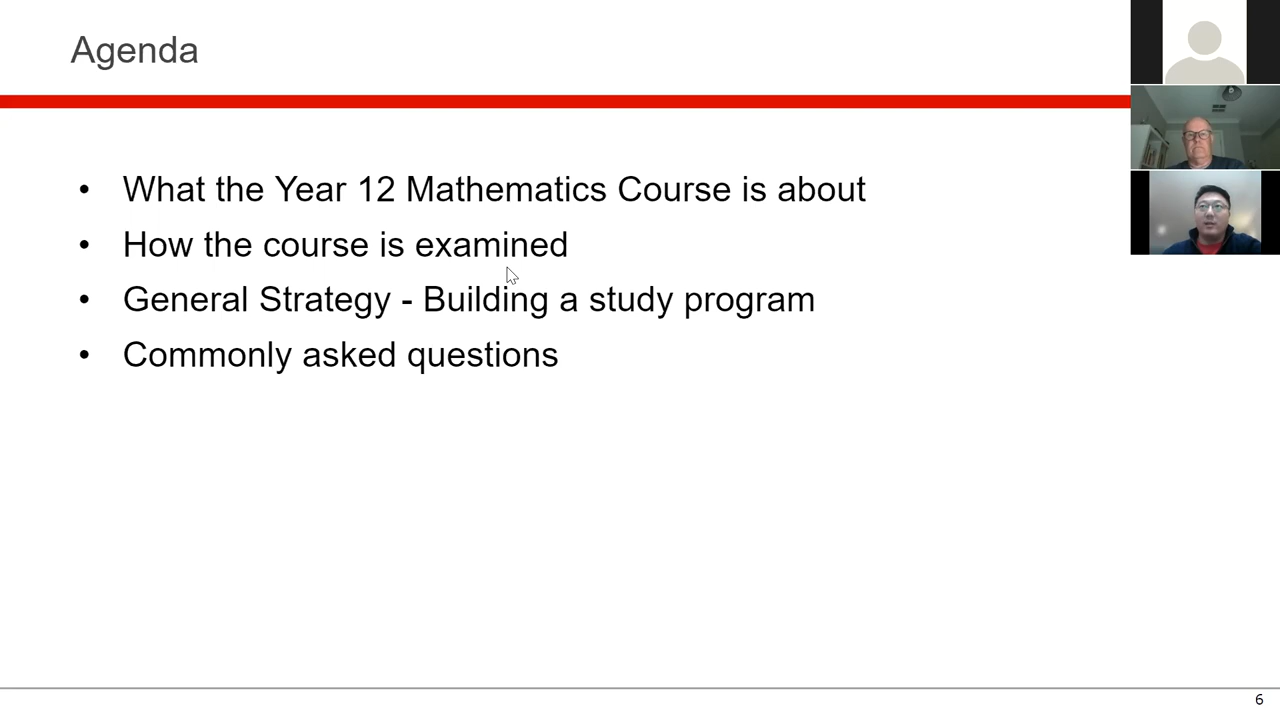 Agenda
• What the Year 12 Mathematics Course is about
• How the course is examined
• General Strategy - Building a study program
• Commonly asked questions
6